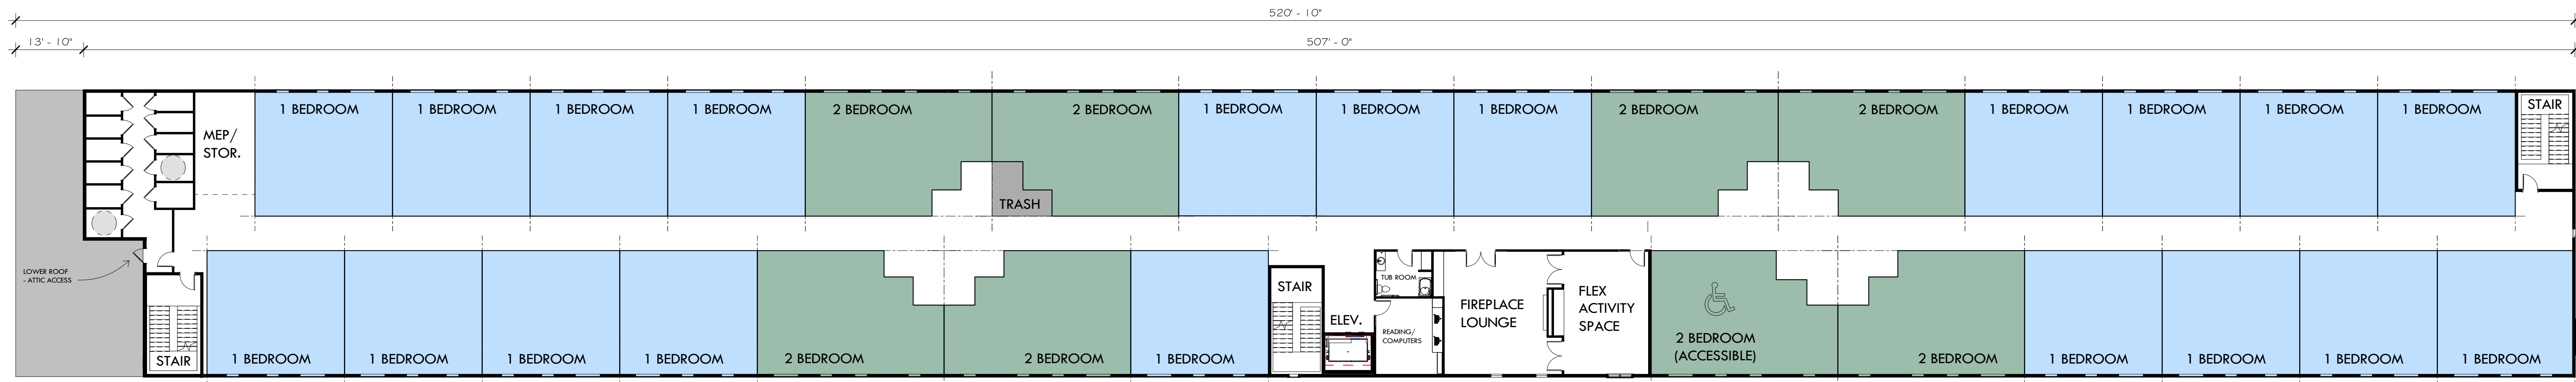 520' - 10"
13' - 10"
507' - 0"
1 BEDROOM
1 BEDROOM
1 BEDROOM
1 BEDROOM
2 BEDROOM
2 BEDROOM
1 BEDROOM
1 BEDROOM
1 BEDROOM
2 BEDROOM
2 BEDROOM
1 BEDROOM
1 BEDROOM
1 BEDROOM
1 BEDROOM
STAIR
MEP/
STOR.
TRASH
LOWER ROOF
- ATTIC ACCESS
STAIR
1 BEDROOM
1 BEDROOM
1 BEDROOM
1 BEDROOM
2 BEDROOM
2 BEDROOM
1 BEDROOM
STAIR
ELEV.
TUB ROOM
READING/
COMPUTERS
FIREPLACE
LOUNGE
FLEX
ACTIVITY
SPACE
2 BEDROOM
(ACCESSIBLE)
2 BEDROOM
1 BEDROOM
1 BEDROOM
1 BEDROOM
1 BEDROOM